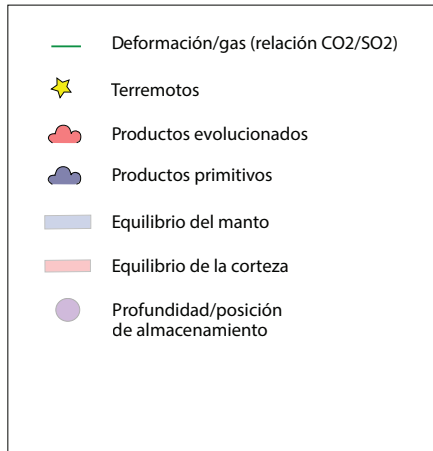 Deformación/gas (relación CO2/SO2)
Terremotos
Productos evolucionados
Productos primitivos
Equilibrio del manto
Equilibrio de la corteza
Profundidad/posición
de almacenamiento